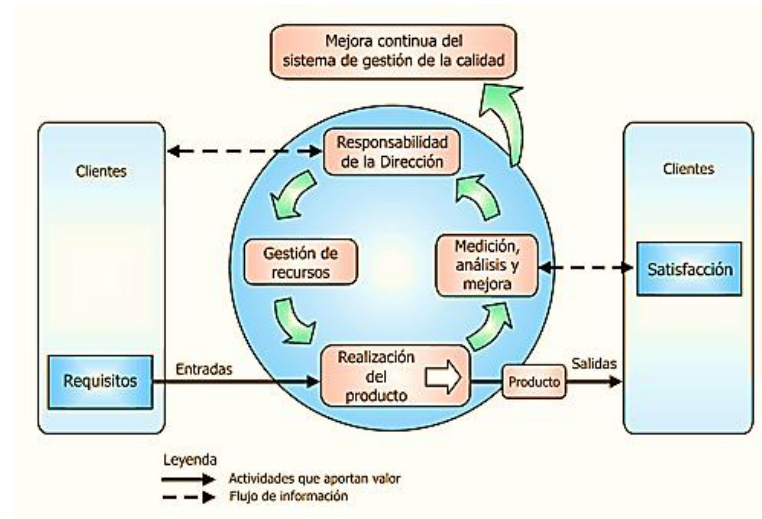 Mejora continua del
sistema de gestión de la calidad
Clientes
Responsabilidad
de la Dirección
Clientes
Gestión de
recursos
Medición,
análisis y
mejora
Satisfacción
Requisitos
Entradas
Realización
del
producto
Producto
Salidas
Leyenda
Actividades que aportan valor
Flujo de información